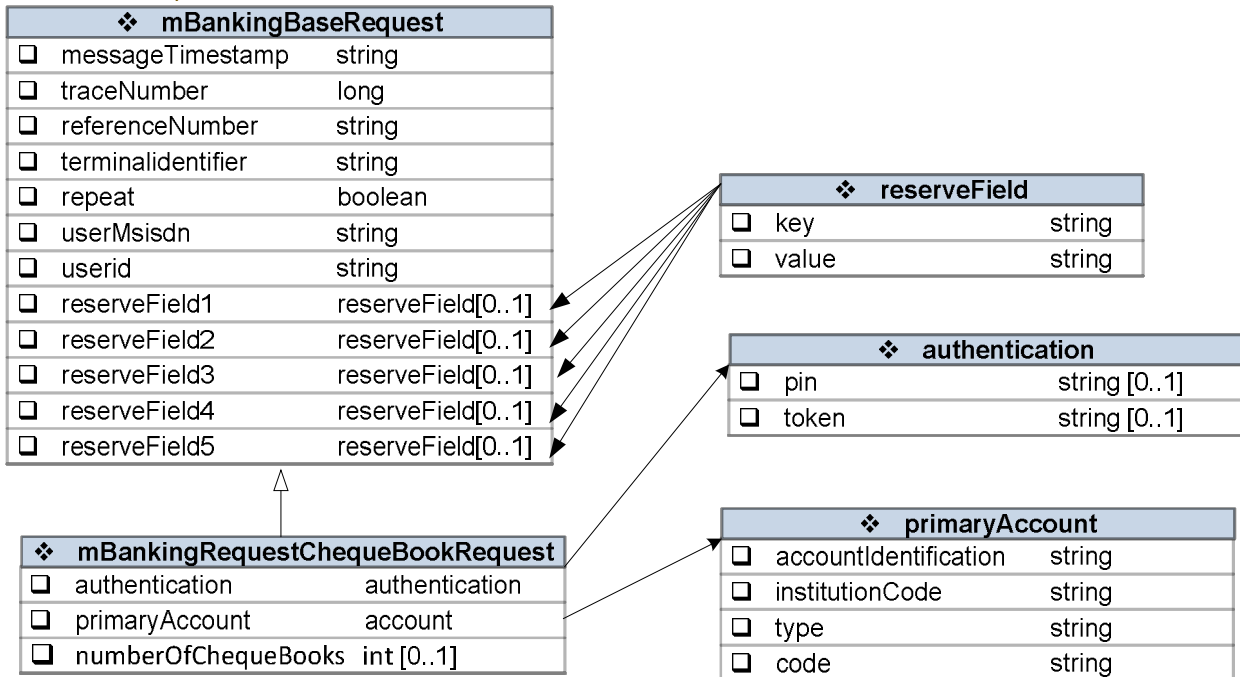 mBankingBaseRequest
messageTimestamp string
traceNumber long
referenceNumber string
terminalidentifier string
repeat boolean
userMsisdn string
userid string
reserveField1 reserveField[0..1]
reserveField2 reserveField[0..1]
reserveField3 reserveField[0..1]
reserveField4 reserveField[0..1]
reserveField5 reserveField[0..1]
reserveField
key string
value string
authentication
pin string [0..1]
token string [0..1]
mBankingRequestChequeBookRequest
authentication authentication
primaryAccount account
numberOfChequeBooks int [0..1]
primaryAccount
accountIdentification string
institutionCode string
type string
code string